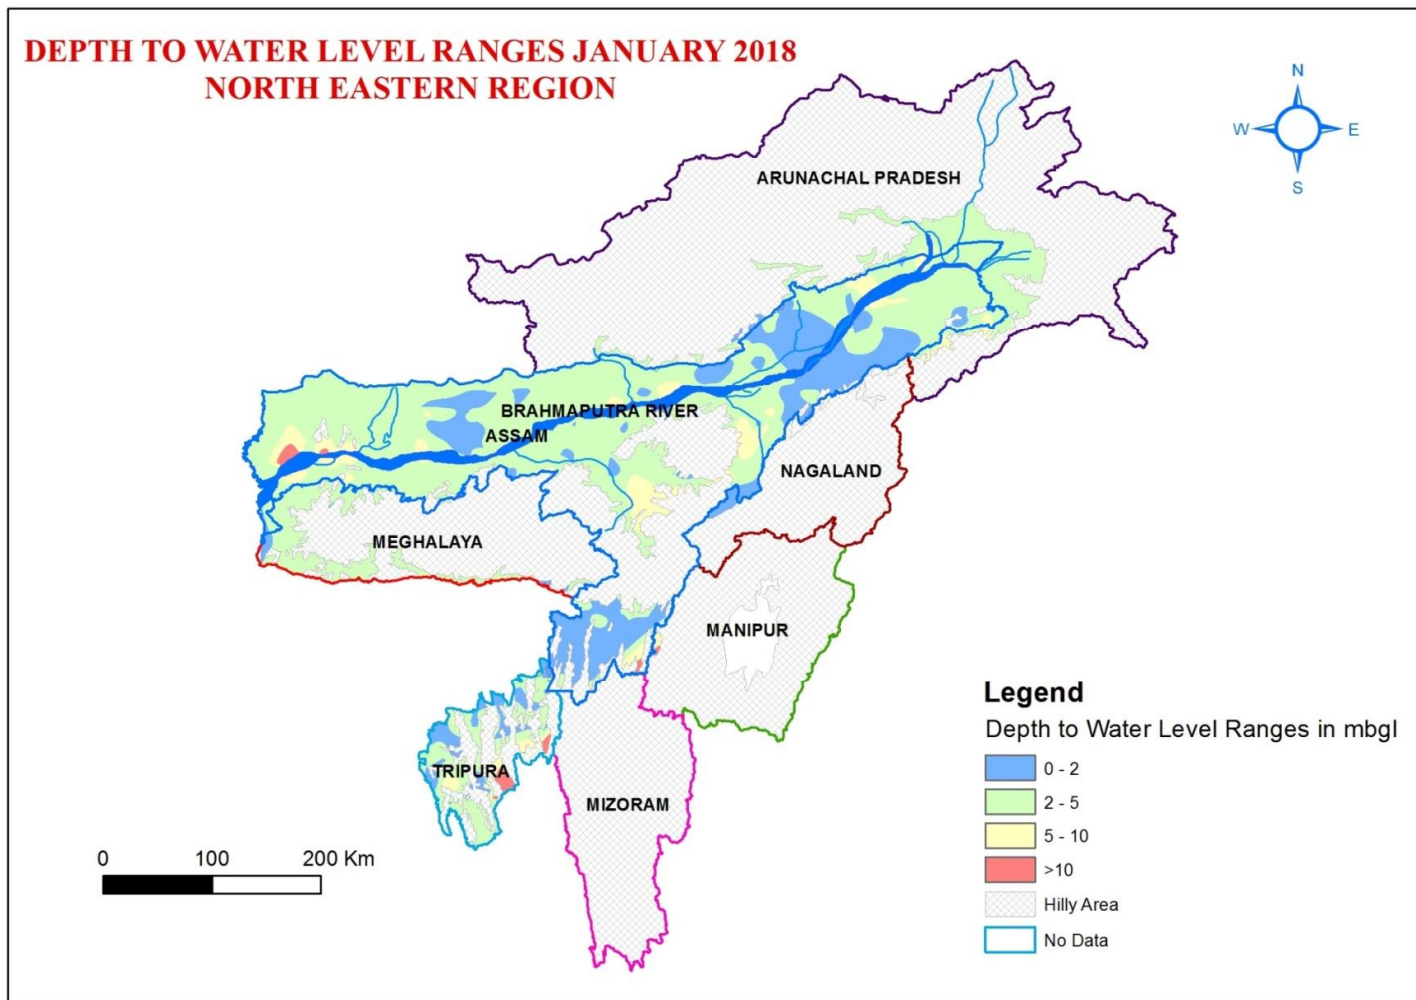 DEPTH TO WATER LEVEL RANGES JANUARY 2018
NORTH EASTERN REGION
N
W E
S
ARUNACHAL PRADESH
BRAHMAPUTRA RIVER
ASSAM
NAGALAND
MEGHALAYA
MANIPUR
TRIPURA
MIZORAM
0 100 200 Km
Legend
Depth to Water Level Ranges in mbgl
0 - 2
2 - 5
5 - 10
>10
Hilly Area
No Data